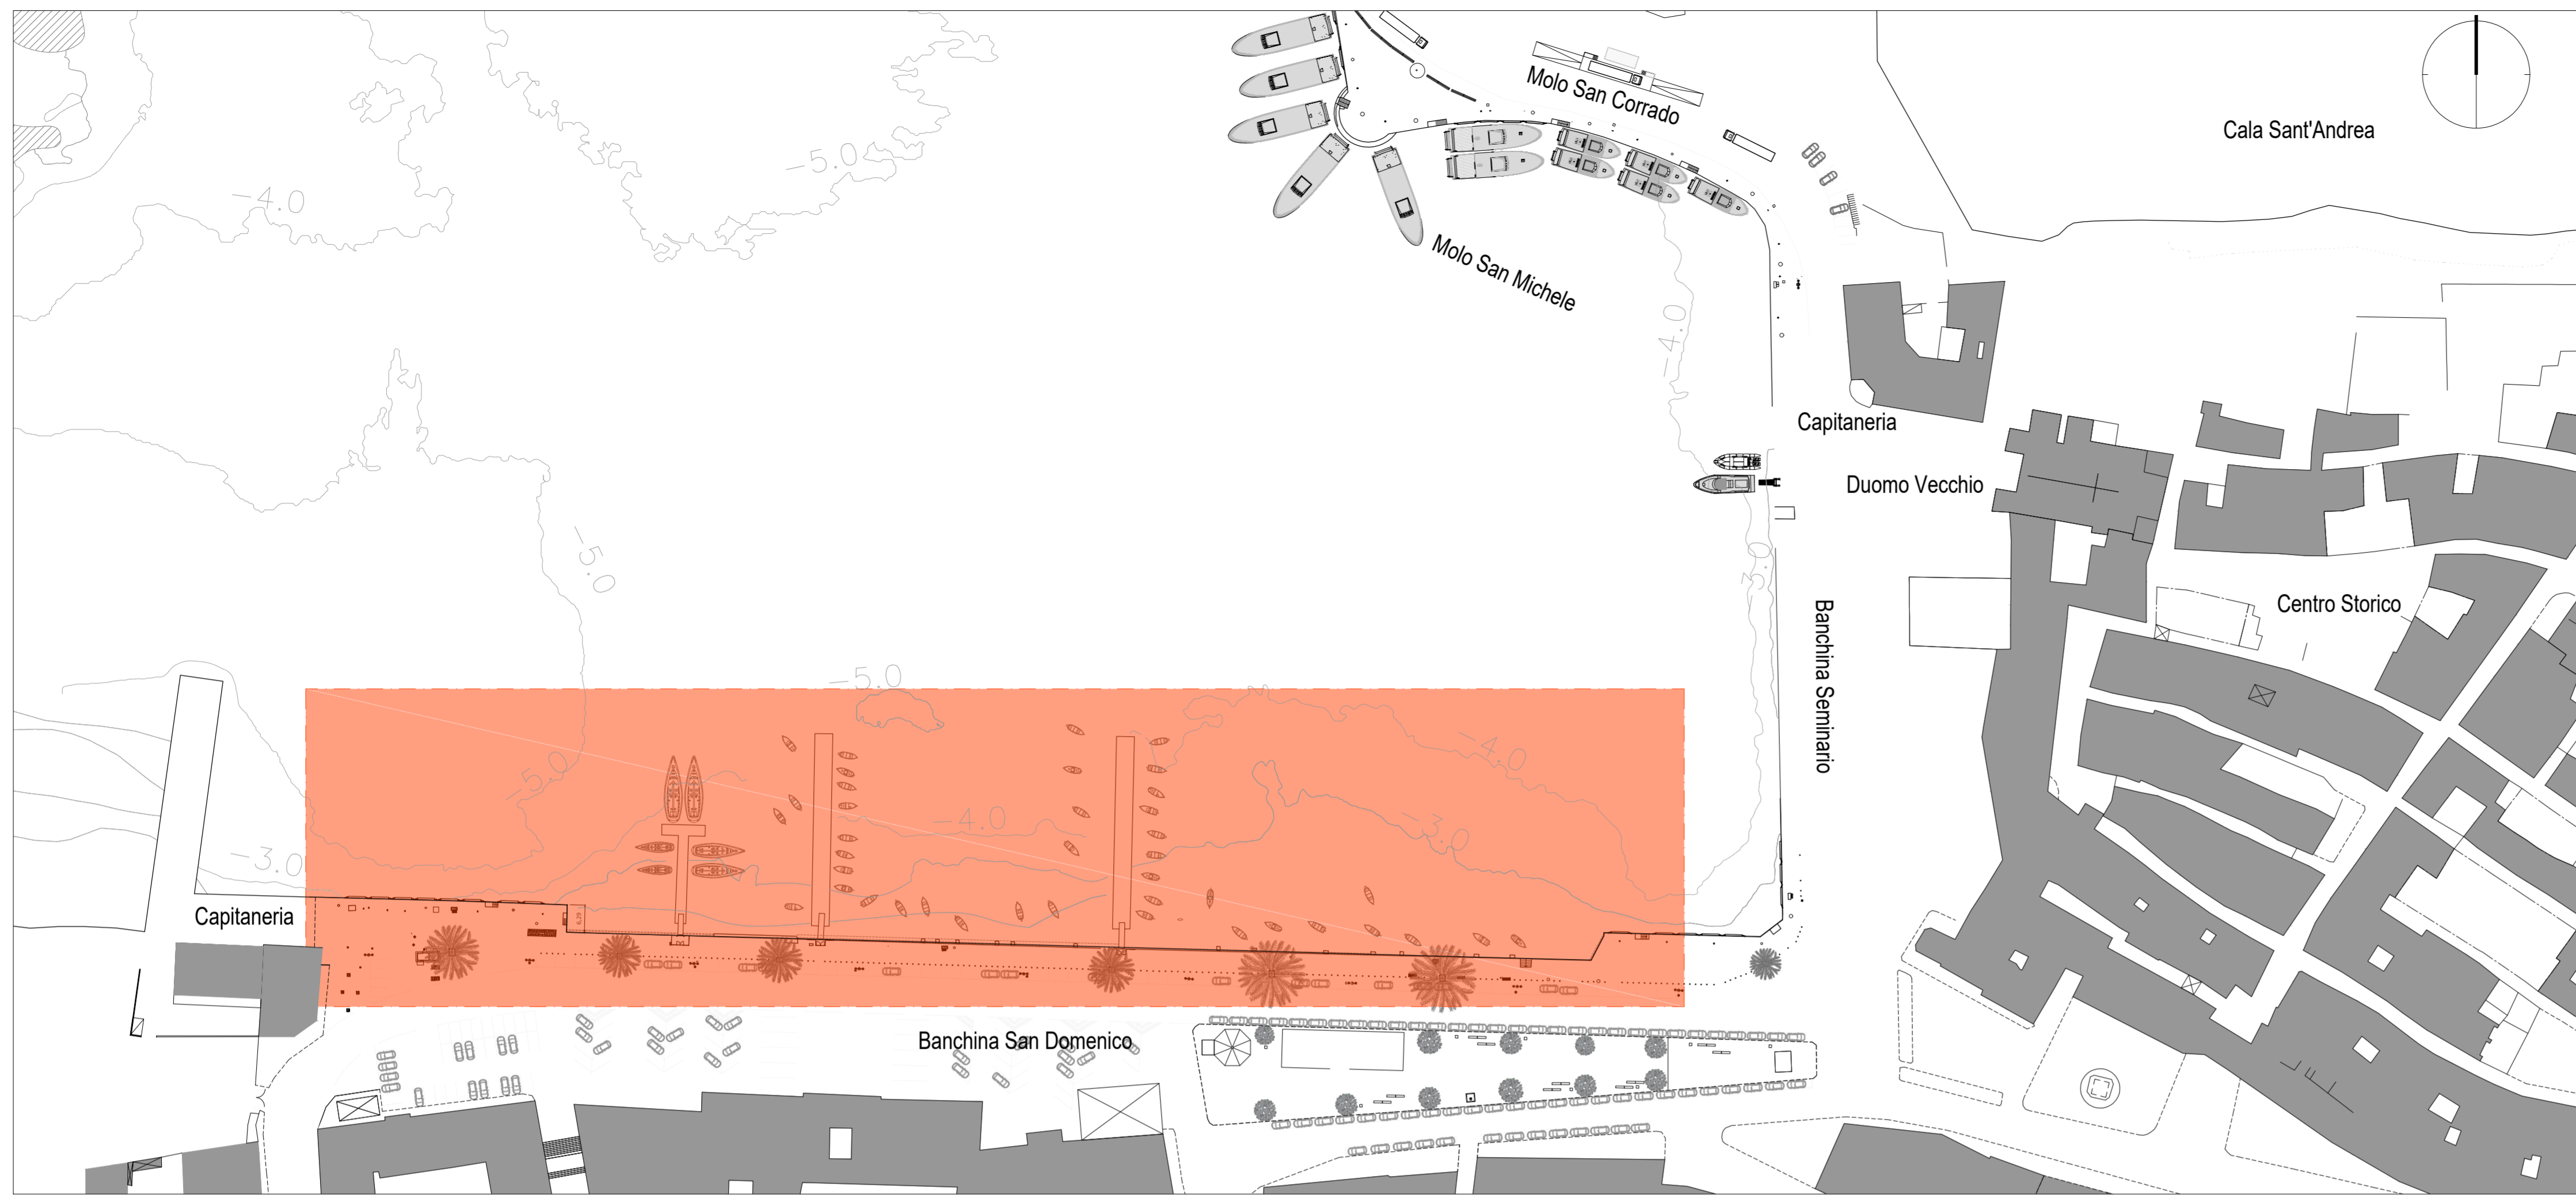 Molo San Corrado
Cala Sant'Andrea
-5.0
-4.0
Molo San Michele
-4.0
Capitaneria
Duomo Vecchio
-5.0
3.0
Centro Storico
Banchina Seminario
-5.0
-4.0
-5.0
-4.0
-3.0
-3.0
Capitaneria
6,29
Banchina San Domenico